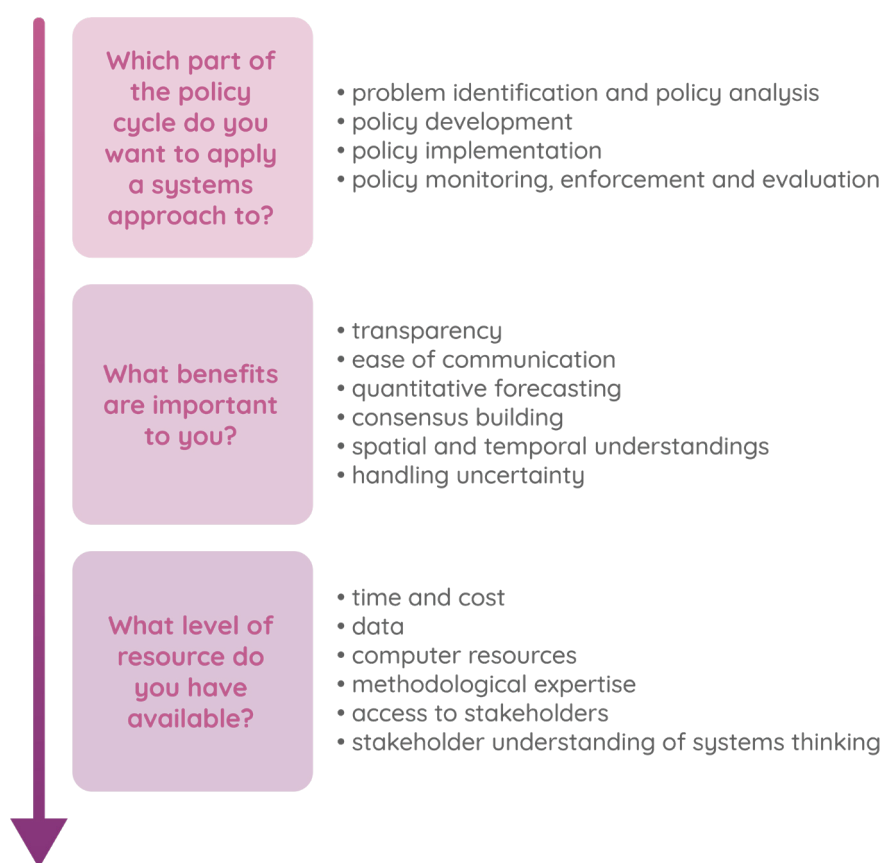 Which part of
the policy
cycle do you
want to apply
a systems
approach to?
• problem identification and policy analysis
• policy development
• policy implementation
• policy monitoring, enforcement and evaluation
What benefits
are important
to you?
• transparency
• ease of communication
• quantitative forecasting
• consensus building
• spatial and temporal understandings
• handling uncertainty
What level of
resource do
you have
available?
• time and cost
• data
• computer resources
• methodological expertise
• access to stakeholders
• stakeholder understanding of systems thinking